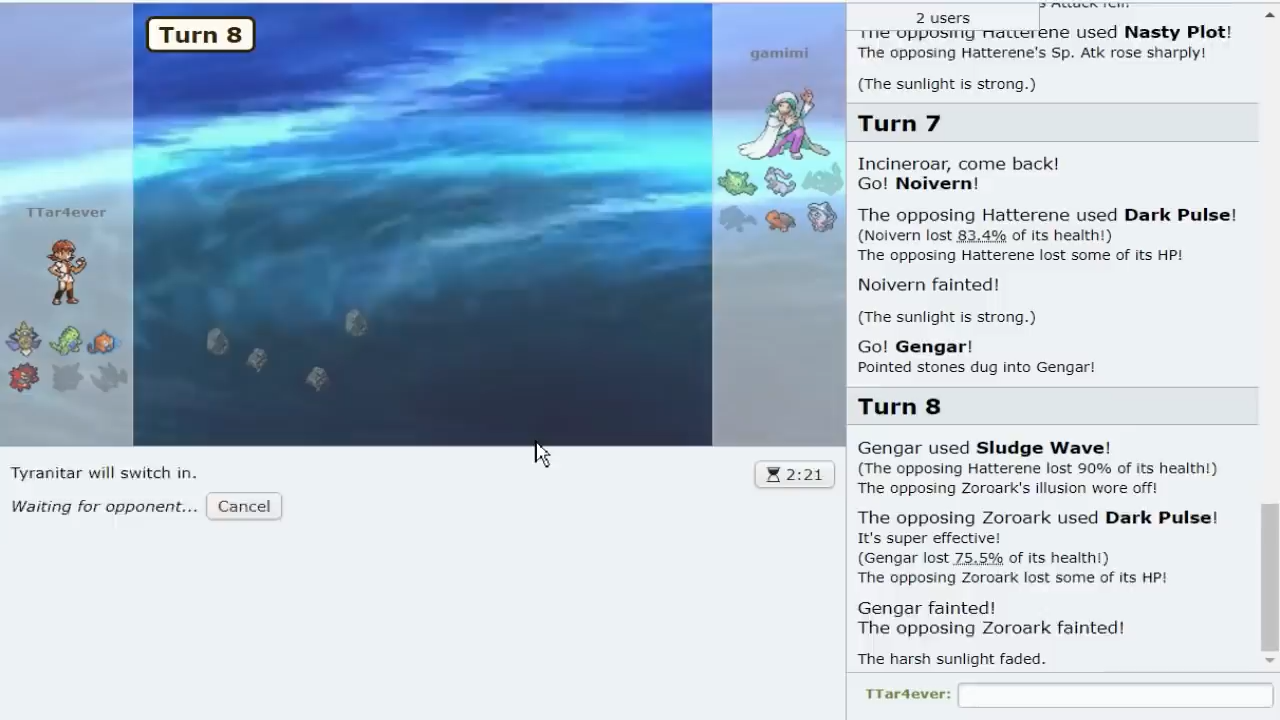 Turn 8
gamimi
TTar4ever
Tyranitar will switch in.
Waiting for opponent...
Cancel
2:21
2 users
s Attack fell!
The opposing Hatterene used Nasty Plot!
The opposing Hatterene's Sp. Atk rose sharply!
(The sunlight is strong.)
Turn 7
Incineroar, come back!
Go! Noivern!
The opposing Hatterene used Dark Pulse!
(Noivern lost 83.4% of its health!)
The opposing Hatterene lost some of its HP!
Noivern fainted!
(The sunlight is strong.)
Go! Gengar!
Pointed stones dug into Gengar!
Turn 8
Gengar used Sludge Wave!
(The opposing Hatterene lost 90% of its health!)
The opposing Zoroark's illusion wore off!
The opposing Zoroark used Dark Pulse!
It's super effective!
(Gengar lost 75.5% of its health!)
The opposing Zoroark lost some of its HP!
Gengar fainted!
The opposing Zoroark fainted!
The harsh sunlight faded.
TTar4ever: